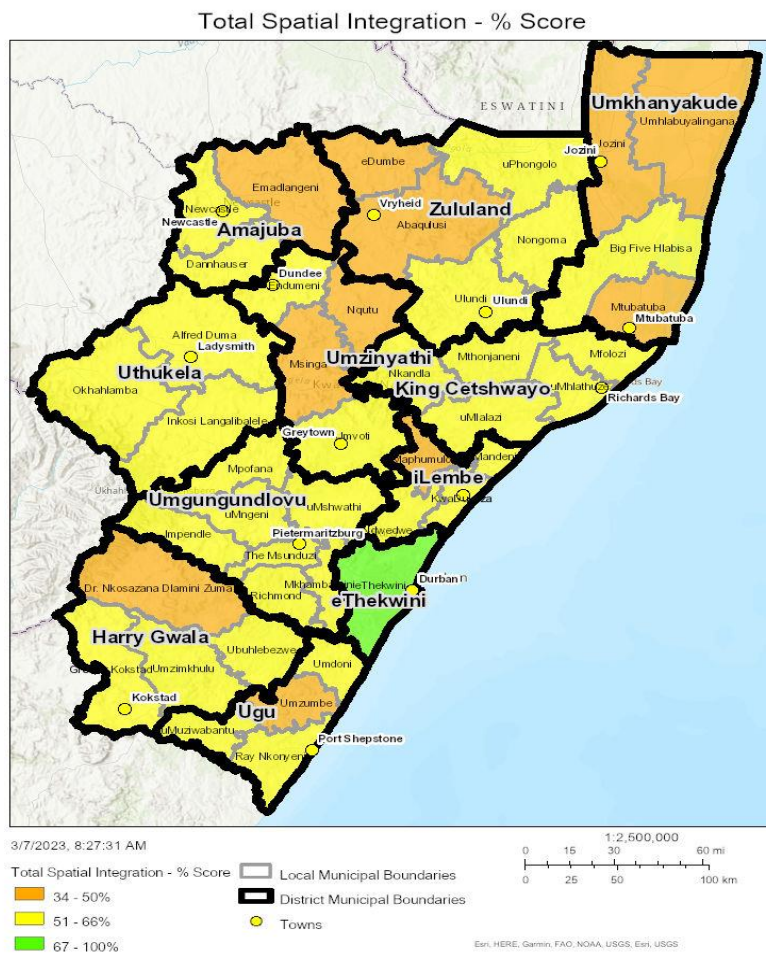 Total Spatial Integration - % Score
ESWATINI
Umkhanyakude
Umhlabuyalingana
Jozini
Jozini
eDumbe
uPhongolo
Emadlangeni
Vryheid
Zululand
Newcastle
Newcastle
Amajuba
Abaqulusi
Nongoma
Big Five Hlabisa
Dannhauser
Dundee
Endumeni
Ulundi
Ulundi
Nqutu
Mtubatuba
Mtubatuba
Alfred Duma
Ladysmith
Umzinyathi
Msinga
Mthonjaneni
Mfolozi
Uthukela
Nkandla
King Cetshwayo
uMhlathuze
Richards Bay
Okhahlamba
Inkosi Langalibalele
uMlalazi
Greytown
Umvoti
Maphumulo
Mandeni
Mpofana
iLembe
Umgungundlovu
uMshwathi
KwaDukuza
uMngeni
Impendle
Pietermaritzburg
Ndwedwe
The Msunduzi
Dr. Nkosazana Dlamini Zuma
Richmond
eThekwini
Durban
eThekwini
Harry Gwala
Ubuhlebezwe
Umzimkhulu
Umdoni
Kokstad
Umzumbe
Ugu
uMuziwabantu
Port Shepstone
Ray Nkonyeni
3/7/2023, 8:27:31 AM
1:2,500,000
0 15 30 60 mi
0 25 50 100 km
Total Spatial Integration - % Score
34 - 50%
51 - 66%
67 - 100%
Local Municipal Boundaries
District Municipal Boundaries
Towns
Esri, HERE, Garmin, FAO, NOAA, USGS, Esri, USGS